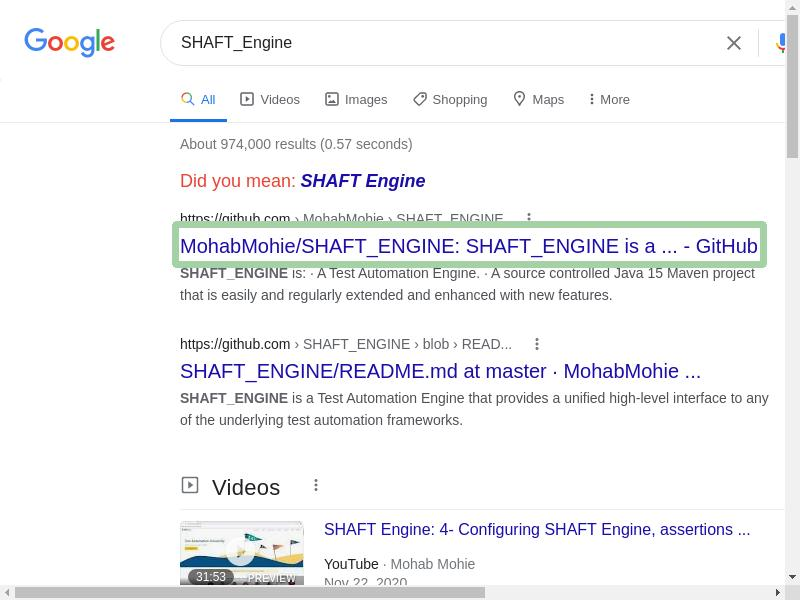 Google
SHAFT_Engine
All
Videos
Images
Shopping
Maps
More
About 974,000 results (0.57 seconds)
Did you mean: SHAFT Engine
https://github.com › MohabMohie › SHAFT_ENGINE
MohabMohie/SHAFT_ENGINE: SHAFT_ENGINE is a ... - GitHub
SHAFT_ENGINE is: · A Test Automation Engine. · A source controlled Java 15 Maven project
that is easily and regularly extended and enhanced with new features.
https://github.com › SHAFT_ENGINE › blob › READ...
SHAFT_ENGINE/README.md at master · MohabMohie ...
SHAFT_ENGINE is a Test Automation Engine that provides a unified high-level interface to any
of the underlying test automation frameworks.
Videos
SHAFT Engine: 4- Configuring SHAFT Engine, assertions ...
YouTube · Mohab Mohie
31:53
PREVIEW
Nov 22, 2020